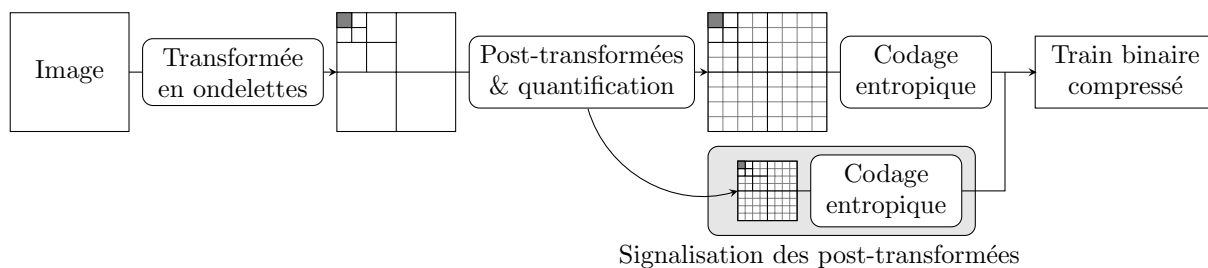 Image
Transformée
en ondelettes
Post-transformées
& quantification
Codage
entropique
Train binaire
compressé
Codage
entropique
Signalisation des post-transformées